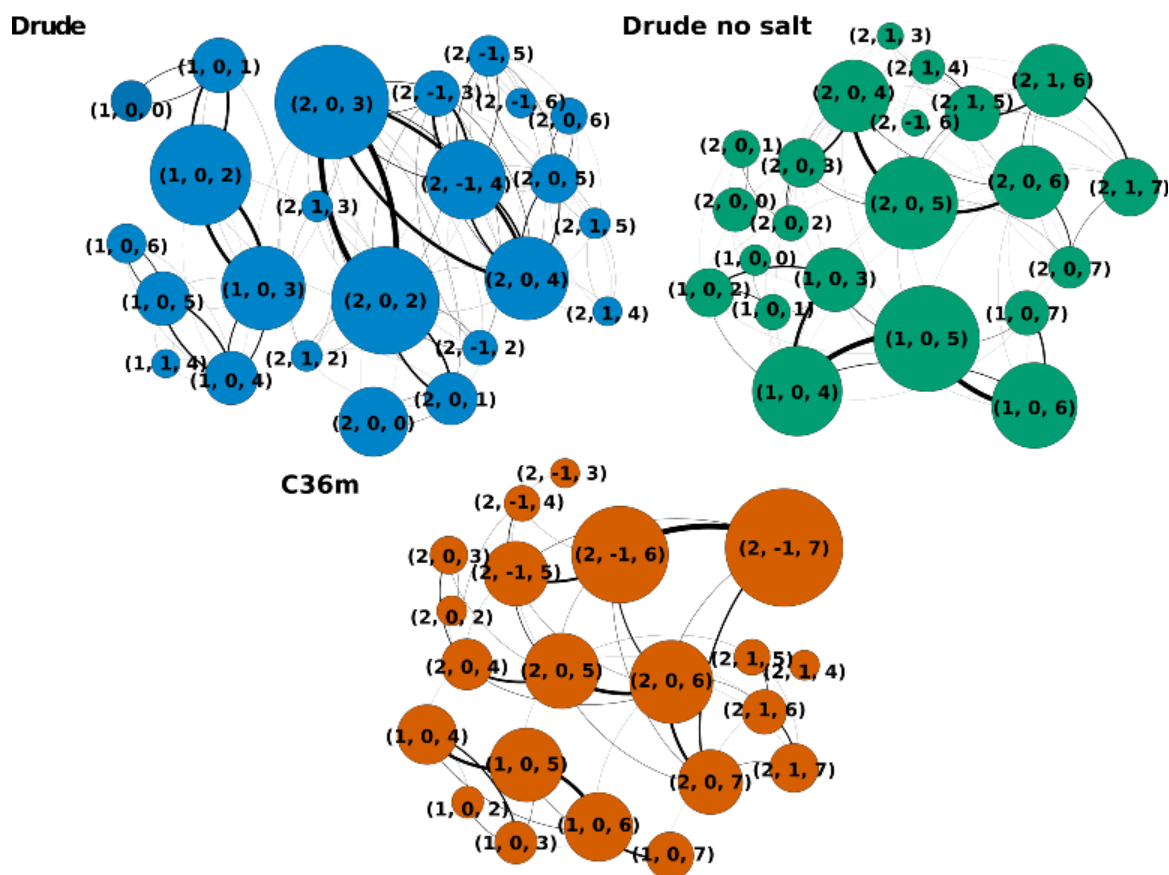 Drude
(1, 0, 1)
(1, 0, 0)
(2, 0, 3)
(2, -1, 5)
(2, -1, 3)
(2, -1, 6)
(2, 0, 6)
(1, 0, 2)
(2, -1, 4)
(2, 0, 5)
(2, 1, 3)
(2, 1, 5)
(1, 0, 6)
(1, 0, 5)
(1, 0, 3)
(2, 0, 2)
(2, 0, 4)
(2, 1, 4)
(1, 1, 4)
(2, 1, 2)
(2, -1, 2)
(1, 0, 4)
(2, 0, 1)
(2, 0, 0)
Drude no salt
(2, 1, 3)
(2, 1, 4)
(2, 1, 6)
(2, 0, 4)
(2, 1, 5)
(2, -1, 6)
(2, 0, 1)
(2, 0, 3)
(2, 0, 6)
(2, 1, 7)
(2, 0, 0)
(2, 0, 5)
(2, 0, 2)
(1, 0, 0)
(2, 0, 7)
(1, 0, 3)
(1, 0, 2)
(1, 0, 1)
(1, 0, 7)
(1, 0, 5)
(1, 0, 4)
(1, 0, 6)
C36m
(2, -1, 3)
(2, -1, 4)
(2, -1, 6)
(2, -1, 7)
(2, 0, 3)
(2, -1, 5)
(2, 0, 2)
(2, 0, 4)
(2, 0, 5)
(2, 0, 6)
(2, 1, 5)
(2, 1, 4)
(2, 1, 6)
(1, 0, 4)
(1, 0, 5)
(2, 0, 7)
(2, 1, 7)
(1, 0, 2)
(1, 0, 6)
(1, 0, 3)
(1, 0, 7)